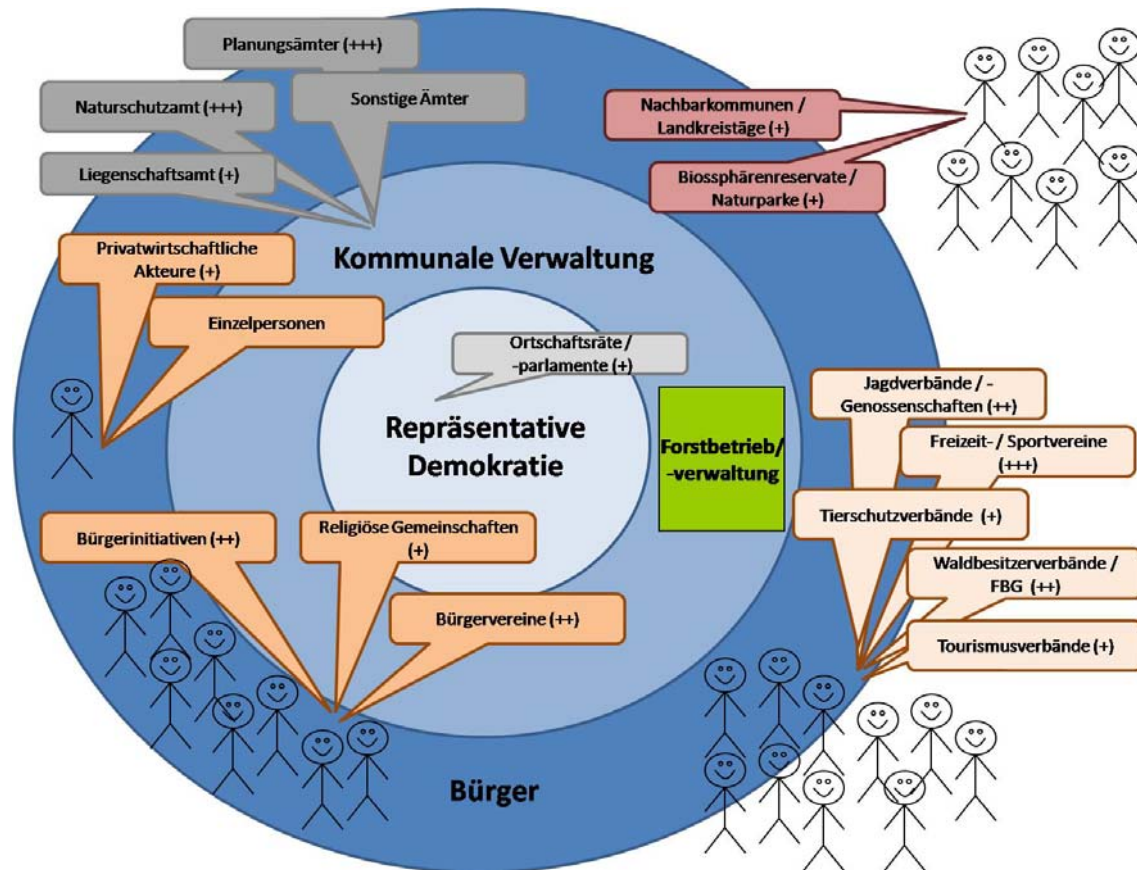 Planungsämter (+++)
Naturschutzamt (+++)
Sonstige Ämter
Liegenschaftsamt (+)
Nachbarkommunen /
Landkreistäge (+)
Biossphärenreservate /
Naturparke (+)
Privatwirtschaftliche
Akteure (+)
Einzelpersonen
Kommunale Verwaltung
Ortschaftsräte /
-parlamente (+)
Repräsentative
Demokratie
Forstbetrieb/
-verwaltung
Jagdverbände / -
Genossenschaften (++)
Freizeit- / Sportvereine
(+++)
Tierschutzverbände (+)
Waldbesitzerverbände /
FBG (++)
Tourismusverbände (+)
Bürgerinitiativen (++)
Religiöse Gemeinschaften
(+)
Bürgervereine (++)
Bürger